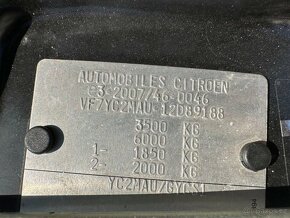 AUTOMOBILES CITROEN
e3-2007/46-0046
VF7YC2MAU-12D89188
- 3500 KG
- 6000 KG
1- 1850 KG
2- 2000 KG
YC2MAU/GYCS1